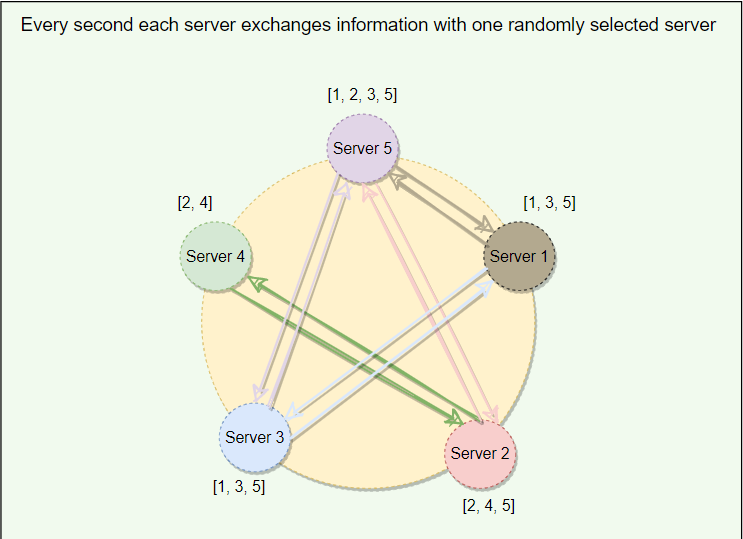 Every second each server exchanges information with one randomly selected server
[1, 2, 3, 5]
Server 5
[2, 4]
[1, 3, 5]
Server 4
Server 1
Server 3
Server 2
[1, 3, 5]
[2, 4, 5]